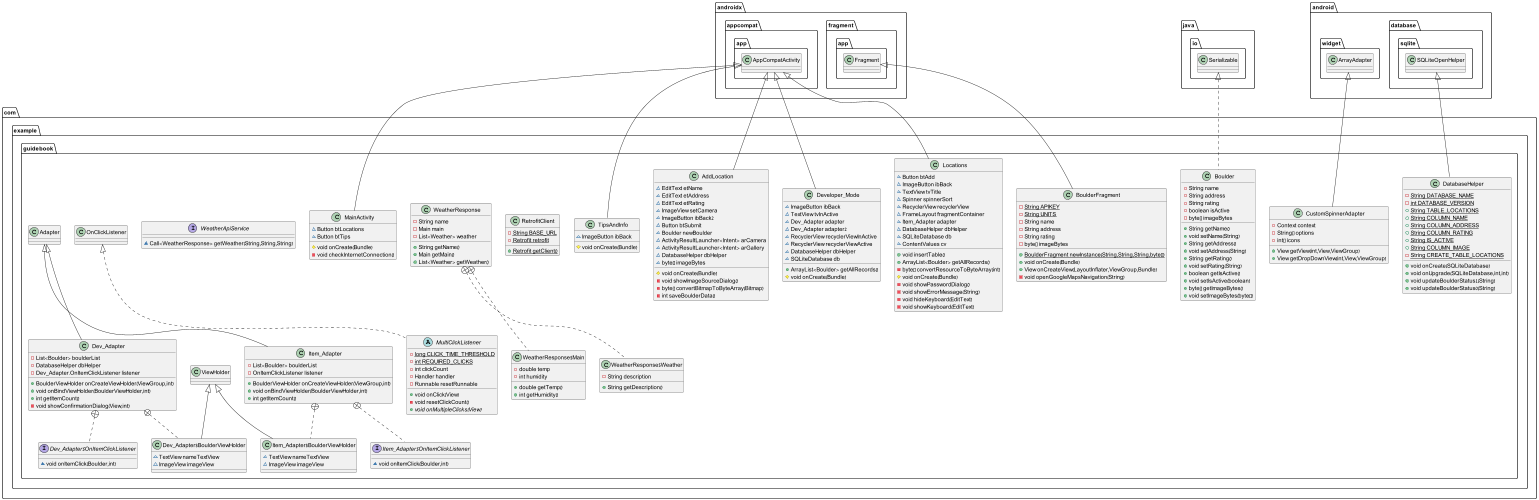 androidx
appcompat
app
C AppCompatActivity
fragment
app
C Fragment
java
io
C Serializable
android
widget
C ArrayAdapter
database
sqlite
C SQLiteOpenHelper
com
example
guidebook
C Adapter
C OnClickListener
I WeatherApiService
Call<WeatherResponse> getWeather(String,String,String)
C MainActivity
Button btLocations
Button btTips
void onCreate(Bundle)
void checkInternetConnection()
C WeatherResponse
String name
Main main
List<Weather> weather
String getName()
Main getMain()
List<Weather> getWeather()
C RetrofitClient
String BASE_URL
Retrofit retrofit
Retrofit getClient()
C TipsAndInfo
ImageButton ibBack
void onCreate(Bundle)
C AddLocation
EditText etName
EditText etAddress
EditText etRating
ImageView setCamera
ImageButton ibBack2
Button btSubmit
Boulder newBoulder
ActivityResultLauncher<Intent> arCamera
ActivityResultLauncher<Intent> arGallery
DatabaseHelper dbHelper
byte[] imageBytes
void onCreate(Bundle)
void showImageSourceDialog()
byte[] convertBitmapToByteArray(Bitmap)
int saveBoulderData()
C Developer_Mode
ImageButton ibBack
TextView tvInActive
Dev_Adapter adapter
Dev_Adapter adapter2
RecyclerView recyclerViewInActive
RecyclerView recyclerViewActive
DatabaseHelper dbHelper
SQLiteDatabase db
ArrayList<Boulder> getAllRecords()
void onCreate(Bundle)
C Locations
Button btAdd
ImageButton ibBack
TextView tvTitle
Spinner spinnerSort
RecyclerView recyclerView
FrameLayout fragmentContainer
Item_Adapter adapter
DatabaseHelper dbHelper
SQLiteDatabase db
ContentValues cv
void insertTable()
ArrayList<Boulder> getAllRecords()
byte[] convertResourceToByteArray(int)
void onCreate(Bundle)
void showPasswordDialog()
void showErrorMessage(String)
void hideKeyboard(EditText)
void showKeyboard(EditText)
C BoulderFragment
String APIKEY
String UNITS
String name
String address
String rating
byte[] imageBytes
BoulderFragment newInstance(String,String,String,byte[])
void onCreate(Bundle)
View onCreateView(LayoutInflater,ViewGroup,Bundle)
void openGoogleMapsNavigation(String)
C Boulder
String name
String address
String rating
boolean isActive
byte[] imageBytes
String getName()
void setName(String)
String getAddress()
void setAddress(String)
String getRating()
void setRating(String)
boolean getIsActive()
void setIsActive(boolean)
byte[] getImageBytes()
void setImageBytes(byte[])
C CustomSpinnerAdapter
Context context
String[] options
int[] icons
View getView(int,View,ViewGroup)
View getDropDownView(int,View,ViewGroup)
C DatabaseHelper
String DATABASE_NAME
int DATABASE_VERSION
String TABLE_LOCATIONS
String COLUMN_NAME
String COLUMN_ADDRESS
String COLUMN_RATING
String IS_ACTIVE
String COLUMN_IMAGE
String CREATE_TABLE_LOCATIONS
void onCreate(SQLiteDatabase)
void onUpgrade(SQLiteDatabase,int,int)
void updateBoulderStatus1(String)
void updateBoulderStatus0(String)
C Dev_Adapter
List<Boulder> boulderList
DatabaseHelper dbHelper
Dev_Adapter.OnItemClickListener listener
BoulderViewHolder onCreateViewHolder(ViewGroup,int)
void onBindViewHolder(BoulderViewHolder,int)
int getItemCount()
void showConfirmationDialog(View,int)
C ViewHolder
C Item_Adapter
List<Boulder> boulderList
OnItemClickListener listener
BoulderViewHolder onCreateViewHolder(ViewGroup,int)
void onBindViewHolder(BoulderViewHolder,int)
int getItemCount()
A MultiClickListener
long CLICK_TIME_THRESHOLD
int REQUIRED_CLICKS
int clickCount
Handler handler
Runnable resetRunnable
void onClick(View)
void resetClickCount()
void onMultipleClicks(View)
C WeatherResponse$Main
double temp
int humidity
double getTemp()
int getHumidity()
C WeatherResponse$Weather
String description
String getDescription()
I Dev_Adapter$OnItemClickListener
void onItemClick(Boulder,int)
C Dev_Adapter$BoulderViewHolder
TextView nameTextView
ImageView imageView
C Item_Adapter$BoulderViewHolder
TextView nameTextView
ImageView imageView
I Item_Adapter$OnItemClickListener
void onItemClick(Boulder,int)